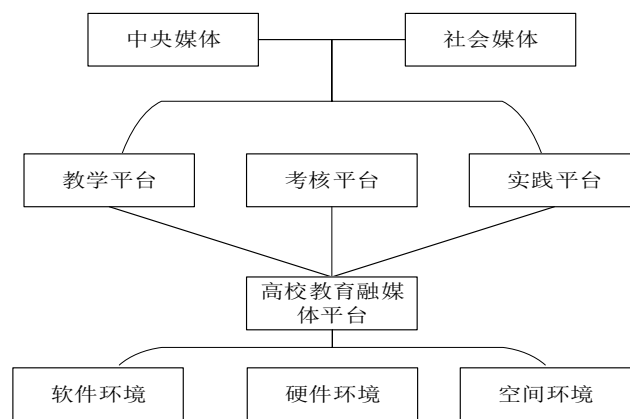 中央媒体
社会媒体
教学平台
考核平台
实践平台
高校教育融媒
体平台
软件环境
硬件环境
空间环境